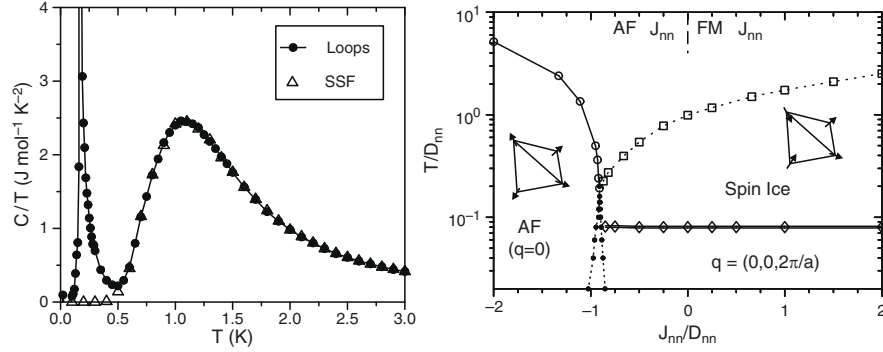 4
3
2
1
0
C/T (J mol⁻¹ K⁻²)
0.0 0.5 1.0 1.5 2.0 2.5 3.0
T (K)
Loops
SSF
10¹
10⁰
10⁻¹
T/Dₙₙ
AF Jₙₙ FM Jₙₙ
AF
(q=0)
Spin Ice
q = (0,0,2π/a)
−2 −1 0 1 2
Jₙₙ/Dₙₙ